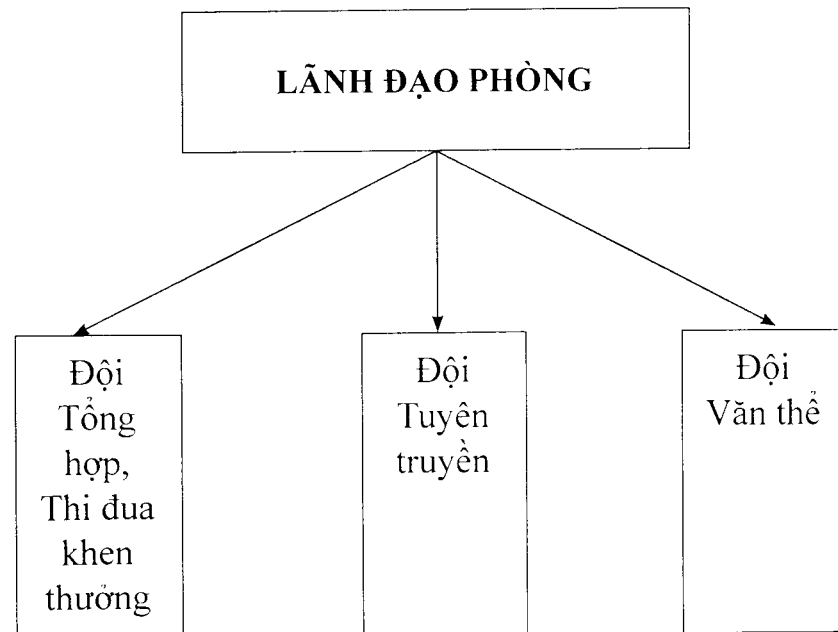 LÃNH ĐẠO PHÒNG
Đội
Tổng
hợp,
Thi đua
khen
thưởng
Đội
Tuyên
truyền
Đội
Văn thể